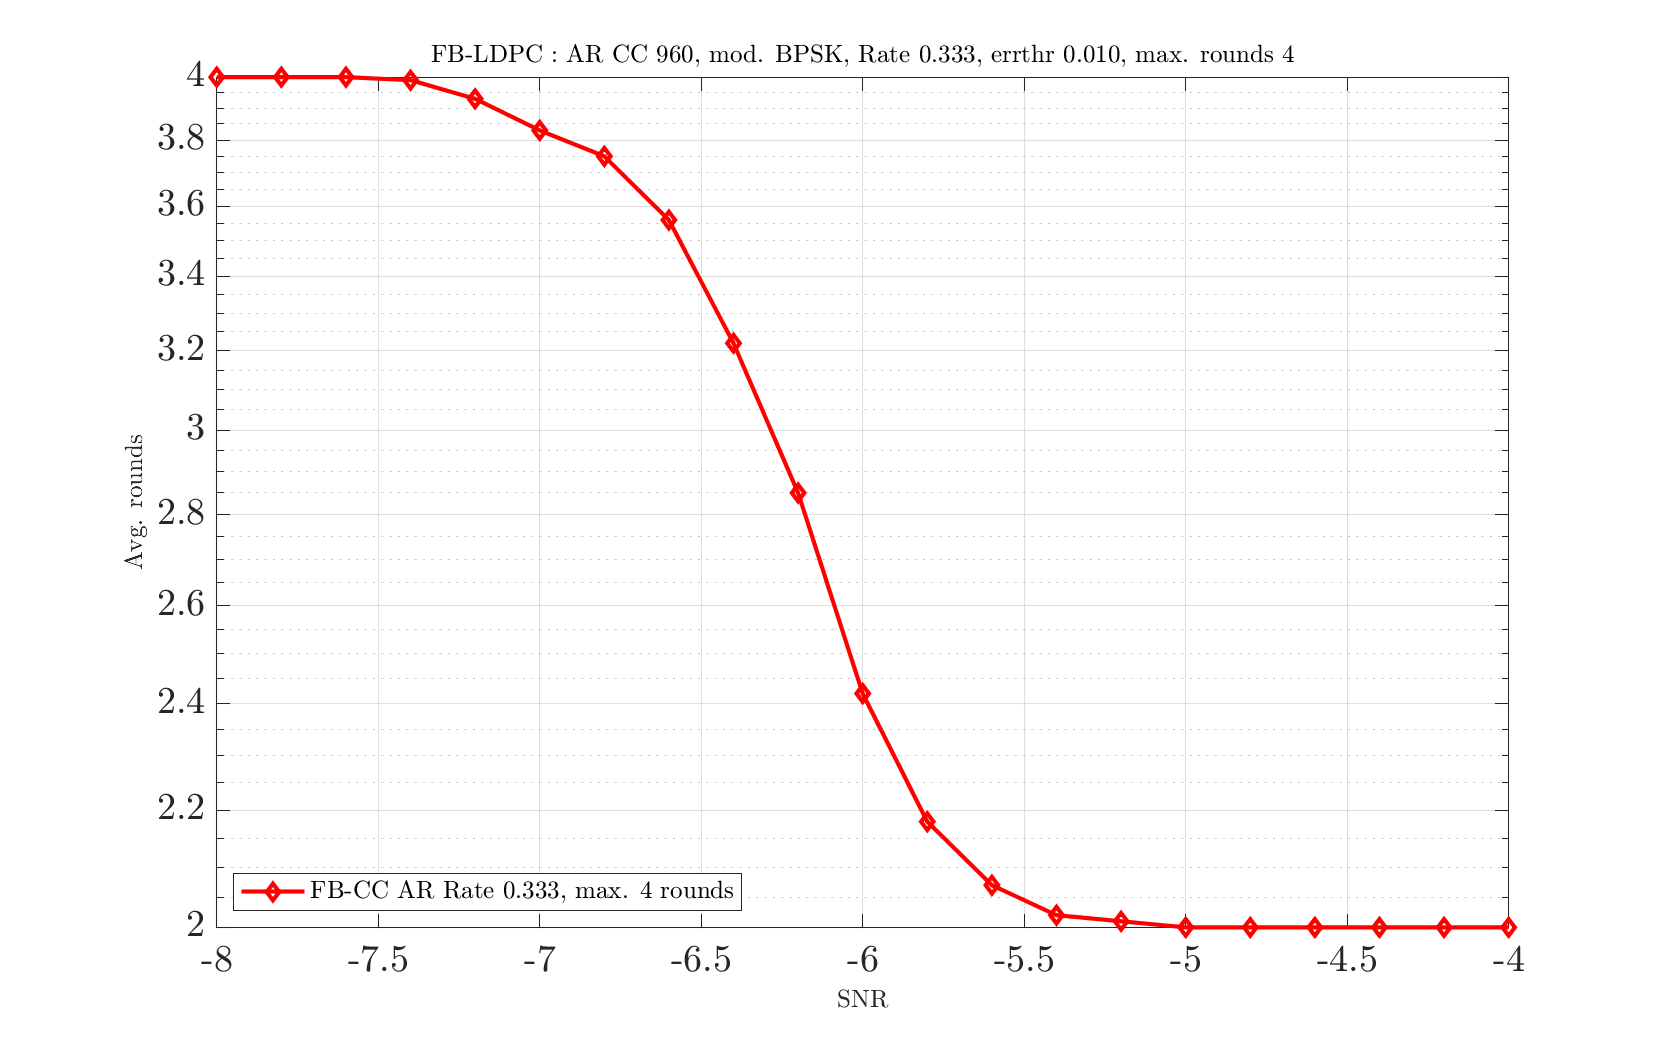 FB-LDPC : AR CC 960, mod. BPSK, Rate 0.333, errthr 0.010, max. rounds 4
4
3.8
3.6
3.4
3.2
3
2.8
2.6
2.4
2.2
2
Avg. rounds
FB-CC AR Rate 0.333, max. 4 rounds
-8 -7.5 -7 -6.5 -6 -5.5 -5 -4.5 -4
SNR